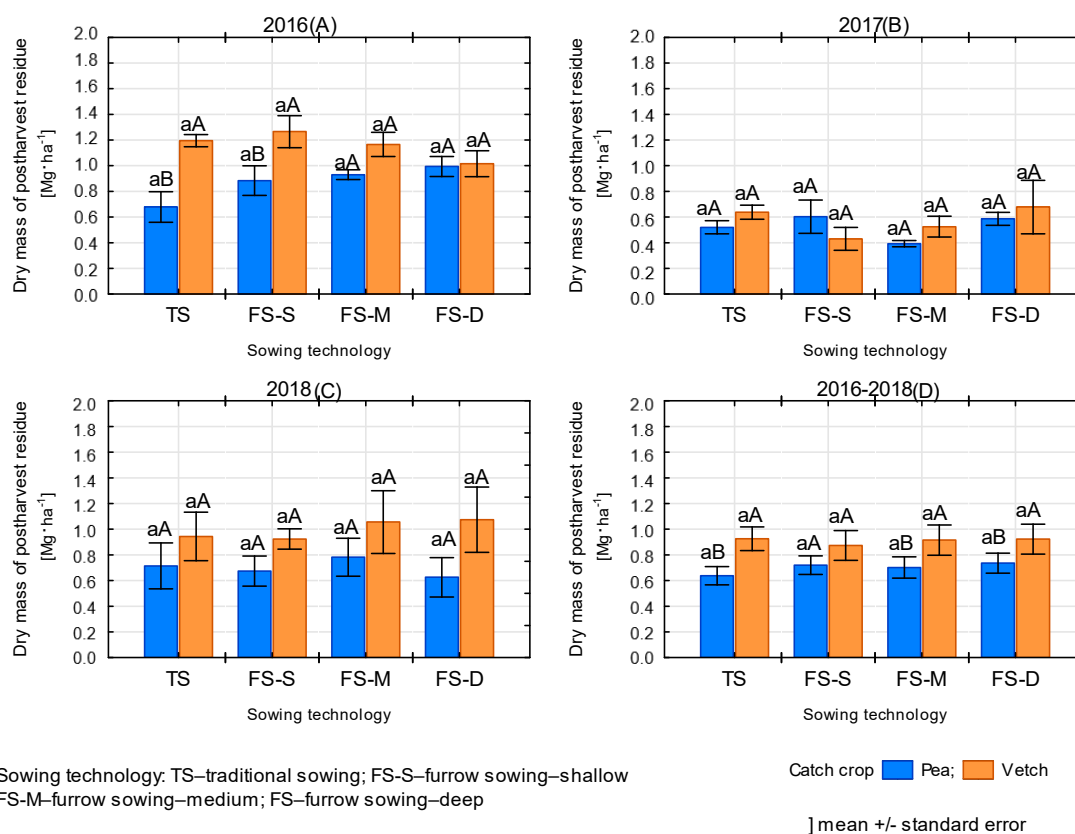 2016(A)
Dry mass of postharvest residue
[Mg·ha⁻¹]
2.0
1.8
1.6
1.4
1.2
1.0
0.8
0.6
0.4
0.2
0.0
aB aA aB aA aA aA aA aA
TS FS-S FS-M FS-D
Sowing technology
2017(B)
Dry mass of postharvest residue
[Mg·ha⁻¹]
2.0
1.8
1.6
1.4
1.2
1.0
0.8
0.6
0.4
0.2
0.0
aA aA aA aA aA aA aA aA
TS FS-S FS-M FS-D
Sowing technology
2018(C)
Dry mass of postharvest residue
[Mg·ha⁻¹]
2.0
1.8
1.6
1.4
1.2
1.0
0.8
0.6
0.4
0.2
0.0
aA aA aA aA aA aA aA aA
TS FS-S FS-M FS-D
Sowing technology
2016-2018(D)
Dry mass of postharvest residue
[Mg·ha⁻¹]
2.0
1.8
1.6
1.4
1.2
1.0
0.8
0.6
0.4
0.2
0.0
aB aA aA aA aB aA aB aA
TS FS-S FS-M FS-D
Sowing technology
Sowing technology: TS–traditional sowing; FS-S–furrow sowing–shallow
FS-M–furrow sowing–medium; FS–furrow sowing–deep
Catch crop Pea; Vetch
] mean +/- standard error